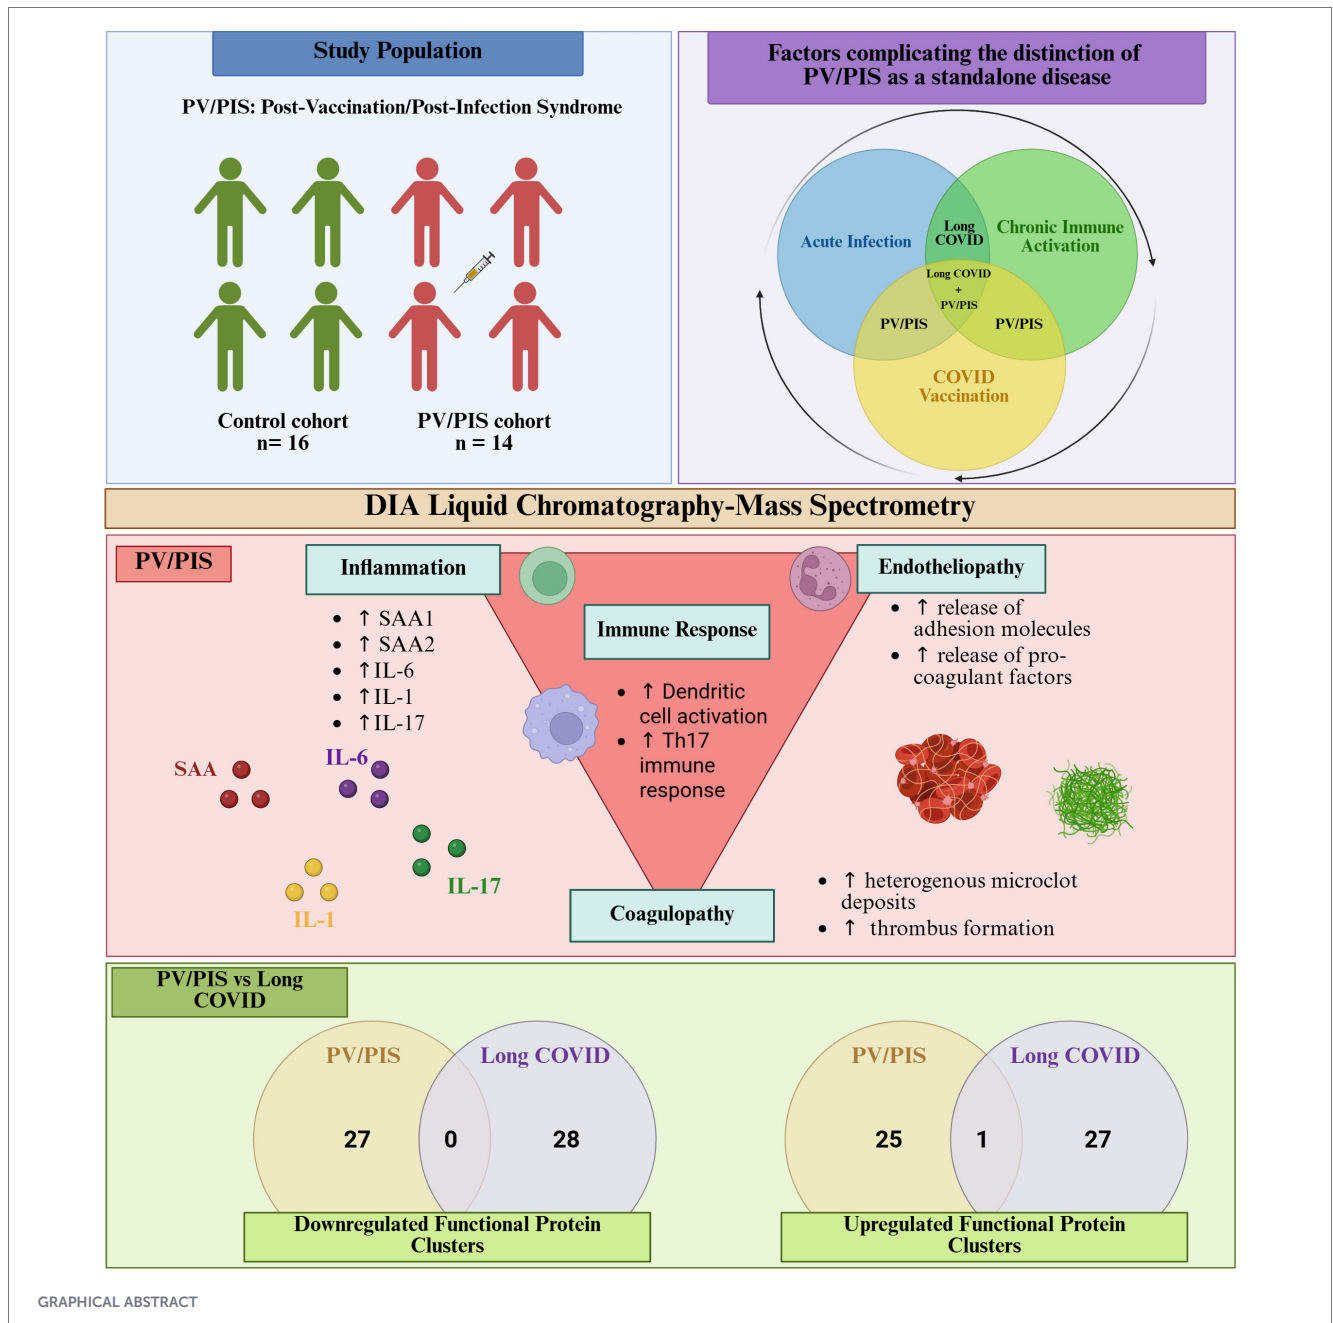 Study Population
PV/PIS: Post-Vaccination/Post-Infection Syndrome
Control cohort
n= 16
PV/PIS cohort
n = 14
Factors complicating the distinction of
PV/PIS as a standalone disease
Acute Infection
Long
COVID
Chronic Immune
Activation
Long COVID
+
PV/PIS
PV/PIS
PV/PIS
COVID
Vaccination
DIA Liquid Chromatography-Mass Spectrometry
PV/PIS
Inflammation
• ↑ SAA1
• ↑ SAA2
• ↑IL-6
• ↑IL-1
• ↑IL-17
SAA
IL-6
IL-17
IL-1
Immune Response
• ↑ Dendritic
cell activation
• ↑ Th17
immune
response
Endotheliopathy
• ↑ release of
adhesion molecules
• ↑ release of pro-
coagulant factors
Coagulopathy
• ↑ heterogenous microclot
deposits
• ↑ thrombus formation
PV/PIS vs Long
COVID
PV/PIS
Long COVID
27
0
28
Downregulated Functional Protein
Clusters
PV/PIS
Long COVID
25
1
27
Upregulated Functional Protein
Clusters
GRAPHICAL ABSTRACT